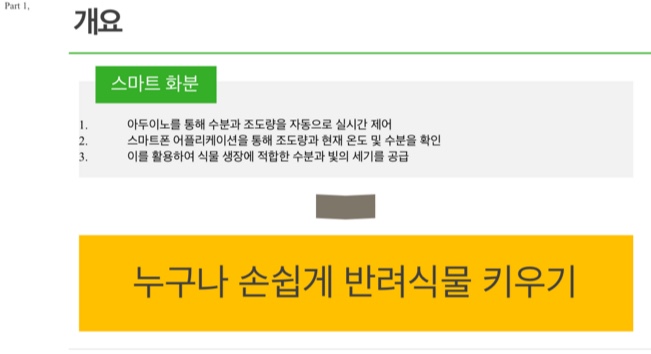 Part 1,
개요
스마트 화분
1. 아두이노를 통해 수분과 조도량을 자동으로 실시간 제어
2. 스마트폰 어플리케이션을 통해 조도량과 현재 온도 및 수분을 확인
3. 이를 활용하여 식물 생장에 적합한 수분과 빛의 세기를 공급
누구나 손쉽게 반려식물 키우기